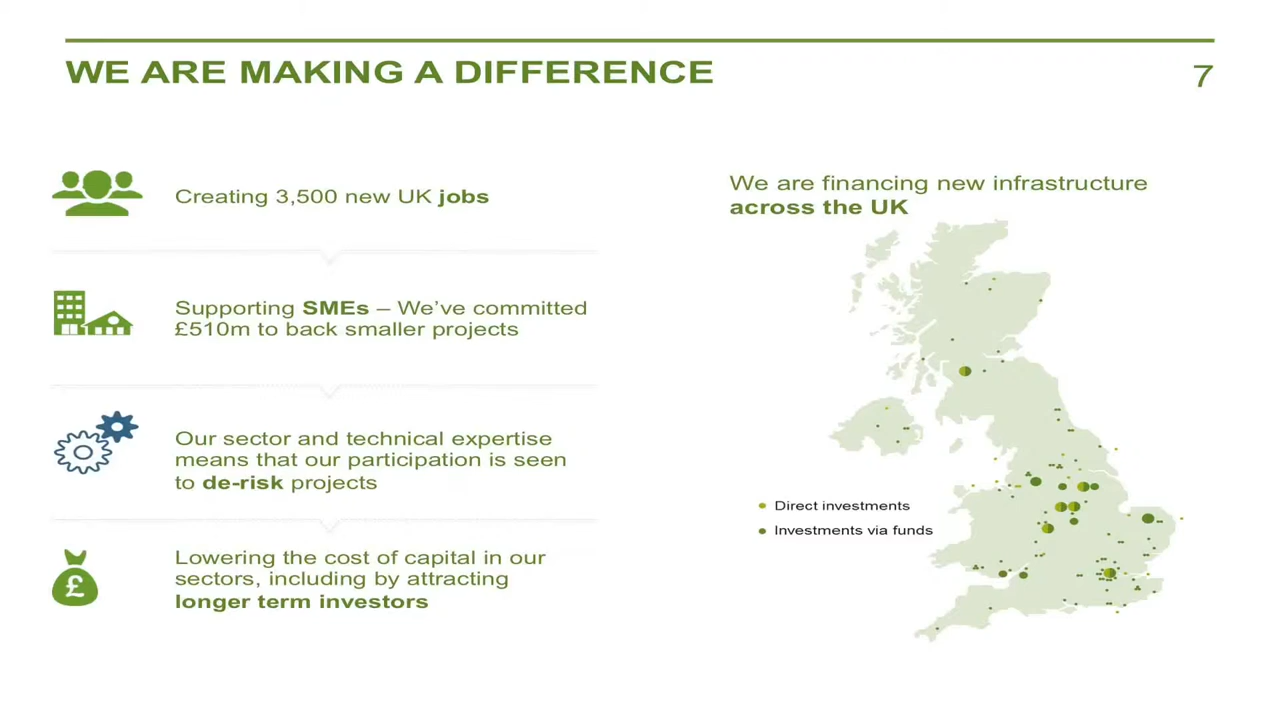 WE ARE MAKING A DIFFERENCE
7
Creating 3,500 new UK jobs
Supporting SMEs – We’ve committed
£510m to back smaller projects
Our sector and technical expertise
means that our participation is seen
to de-risk projects
£
Lowering the cost of capital in our
sectors, including by attracting
longer term investors
We are financing new infrastructure
across the UK
Direct investments
Investments via funds